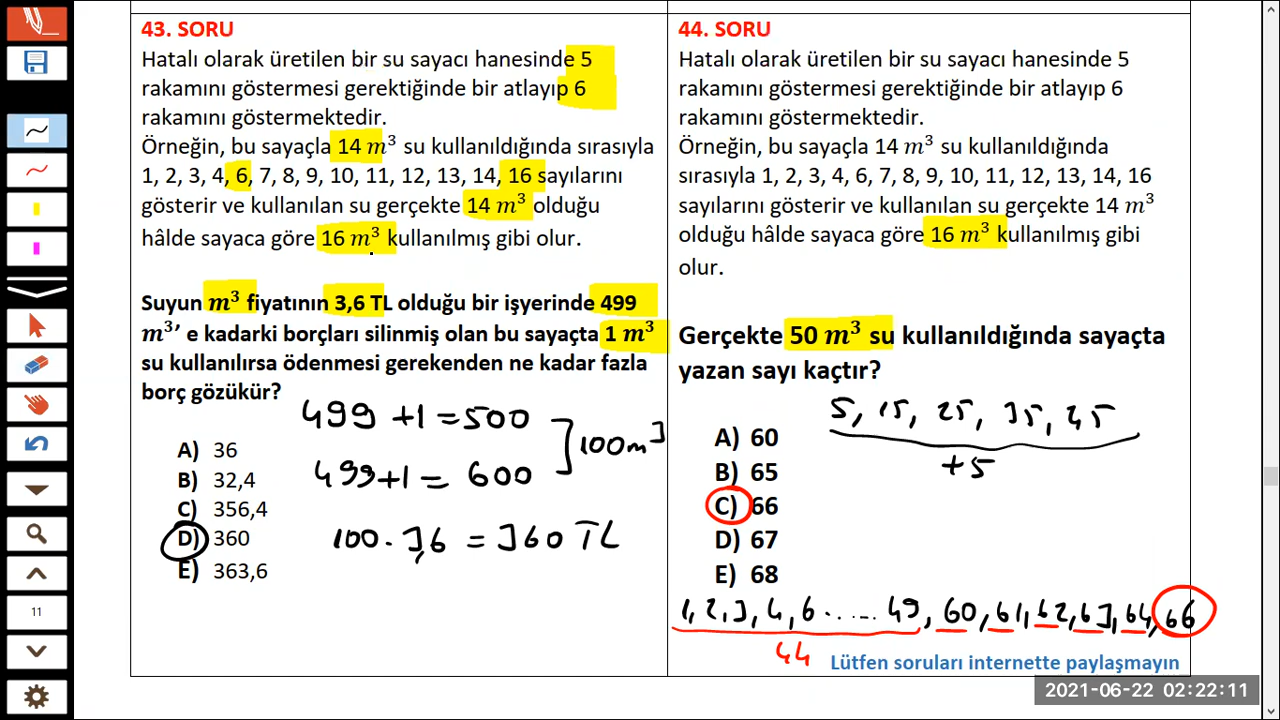 43. SORU
Hatalı olarak üretilen bir su sayacı hanesinde 5
rakamını göstermesi gerektiğinde bir atlayıp 6
rakamını göstermektedir.
Örneğin, bu sayaçla 14 m³ su kullanıldığında sırasıyla
1, 2, 3, 4, 6, 7, 8, 9, 10, 11, 12, 13, 14, 16 sayılarını
gösterir ve kullanılan su gerçekte 14 m³ olduğu
hâlde sayaca göre 16 m³ kullanılmış gibi olur.
Suyun m³ fiyatının 3,6 TL olduğu bir işyerinde 499
m³’ e kadarki borçları silinmiş olan bu sayaçta 1 m³
su kullanılırsa ödenmesi gerekenden ne kadar fazla
borç gözükür?
499 +1 = 500
499+1 = 600
] 100m³
100 . 3,6 = 360 TL
A) 36
B) 32,4
C) 356,4
D) 360
E) 363,6
44. SORU
Hatalı olarak üretilen bir su sayacı hanesinde 5
rakamını göstermesi gerektiğinde bir atlayıp 6
rakamını göstermektedir.
Örneğin, bu sayaçla 14 m³ su kullanıldığında
sırasıyla 1, 2, 3, 4, 6, 7, 8, 9, 10, 11, 12, 13, 14, 16
sayılarını gösterir ve kullanılan su gerçekte 14 m³
olduğu hâlde sayaca göre 16 m³ kullanılmış gibi
olur.
Gerçekte 50 m³ su kullanıldığında sayaçta
yazan sayı kaçtır?
5, 15, 25, 35, 45
+5
A) 60
B) 65
C) 66
D) 67
E) 68
1, 2, 3, 4, 6 ..... 49, 60, 61, 62, 63, 64, 66
44
Lütfen soruları internette paylaşmayın
11
2021-06-22 02:22:11